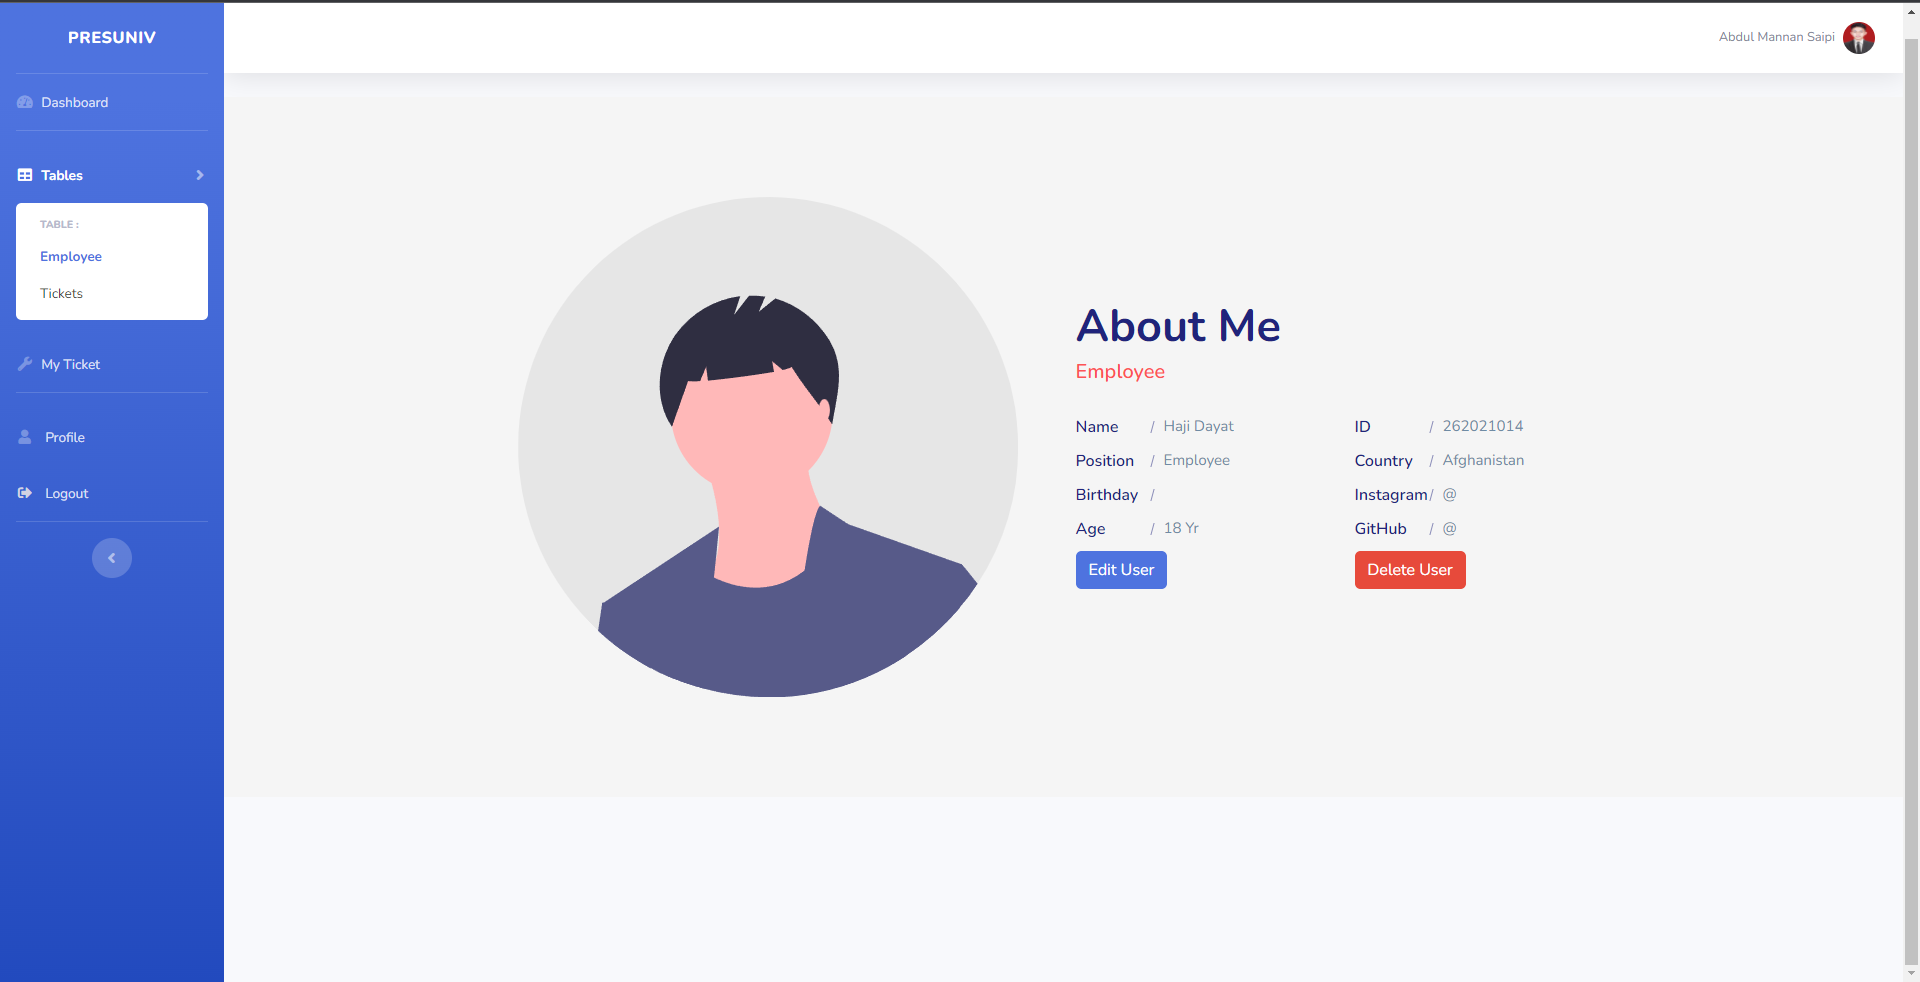 PRESUNIV
Abdul Mannan Saipi
Dashboard
Tables
TABLE :
Employee
Tickets
My Ticket
Profile
Logout
About Me
Employee
Name / Haji Dayat ID / 262021014
Position / Employee Country / Afghanistan
Birthday / Instagram / @
Age / 18 Yr GitHub / @
Edit User Delete User